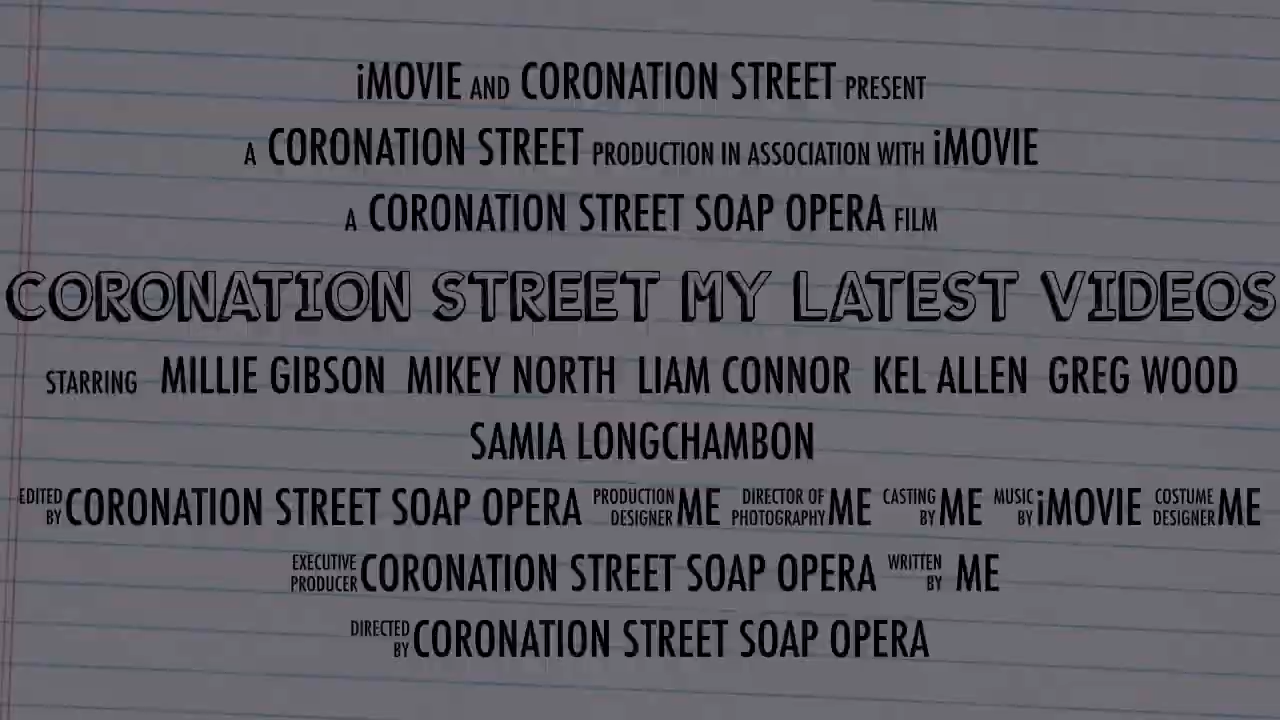 iMOVIE AND CORONATION STREET PRESENT
A CORONATION STREET PRODUCTION IN ASSOCIATION WITH iMOVIE
A CORONATION STREET SOAP OPERA FILM
CORONATION STREET MY LATEST VIDEOS
STARRING MILLIE GIBSON MIKEY NORTH LIAM CONNOR KEL ALLEN GREG WOOD
SAMIA LONGCHAMBON
EDITED BY CORONATION STREET SOAP OPERA PRODUCTION DESIGNER ME DIRECTOR OF PHOTOGRAPHY ME CASTING BY ME MUSIC BY iMOVIE COSTUME DESIGNER ME
EXECUTIVE PRODUCER CORONATION STREET SOAP OPERA WRITTEN BY ME
DIRECTED BY CORONATION STREET SOAP OPERA